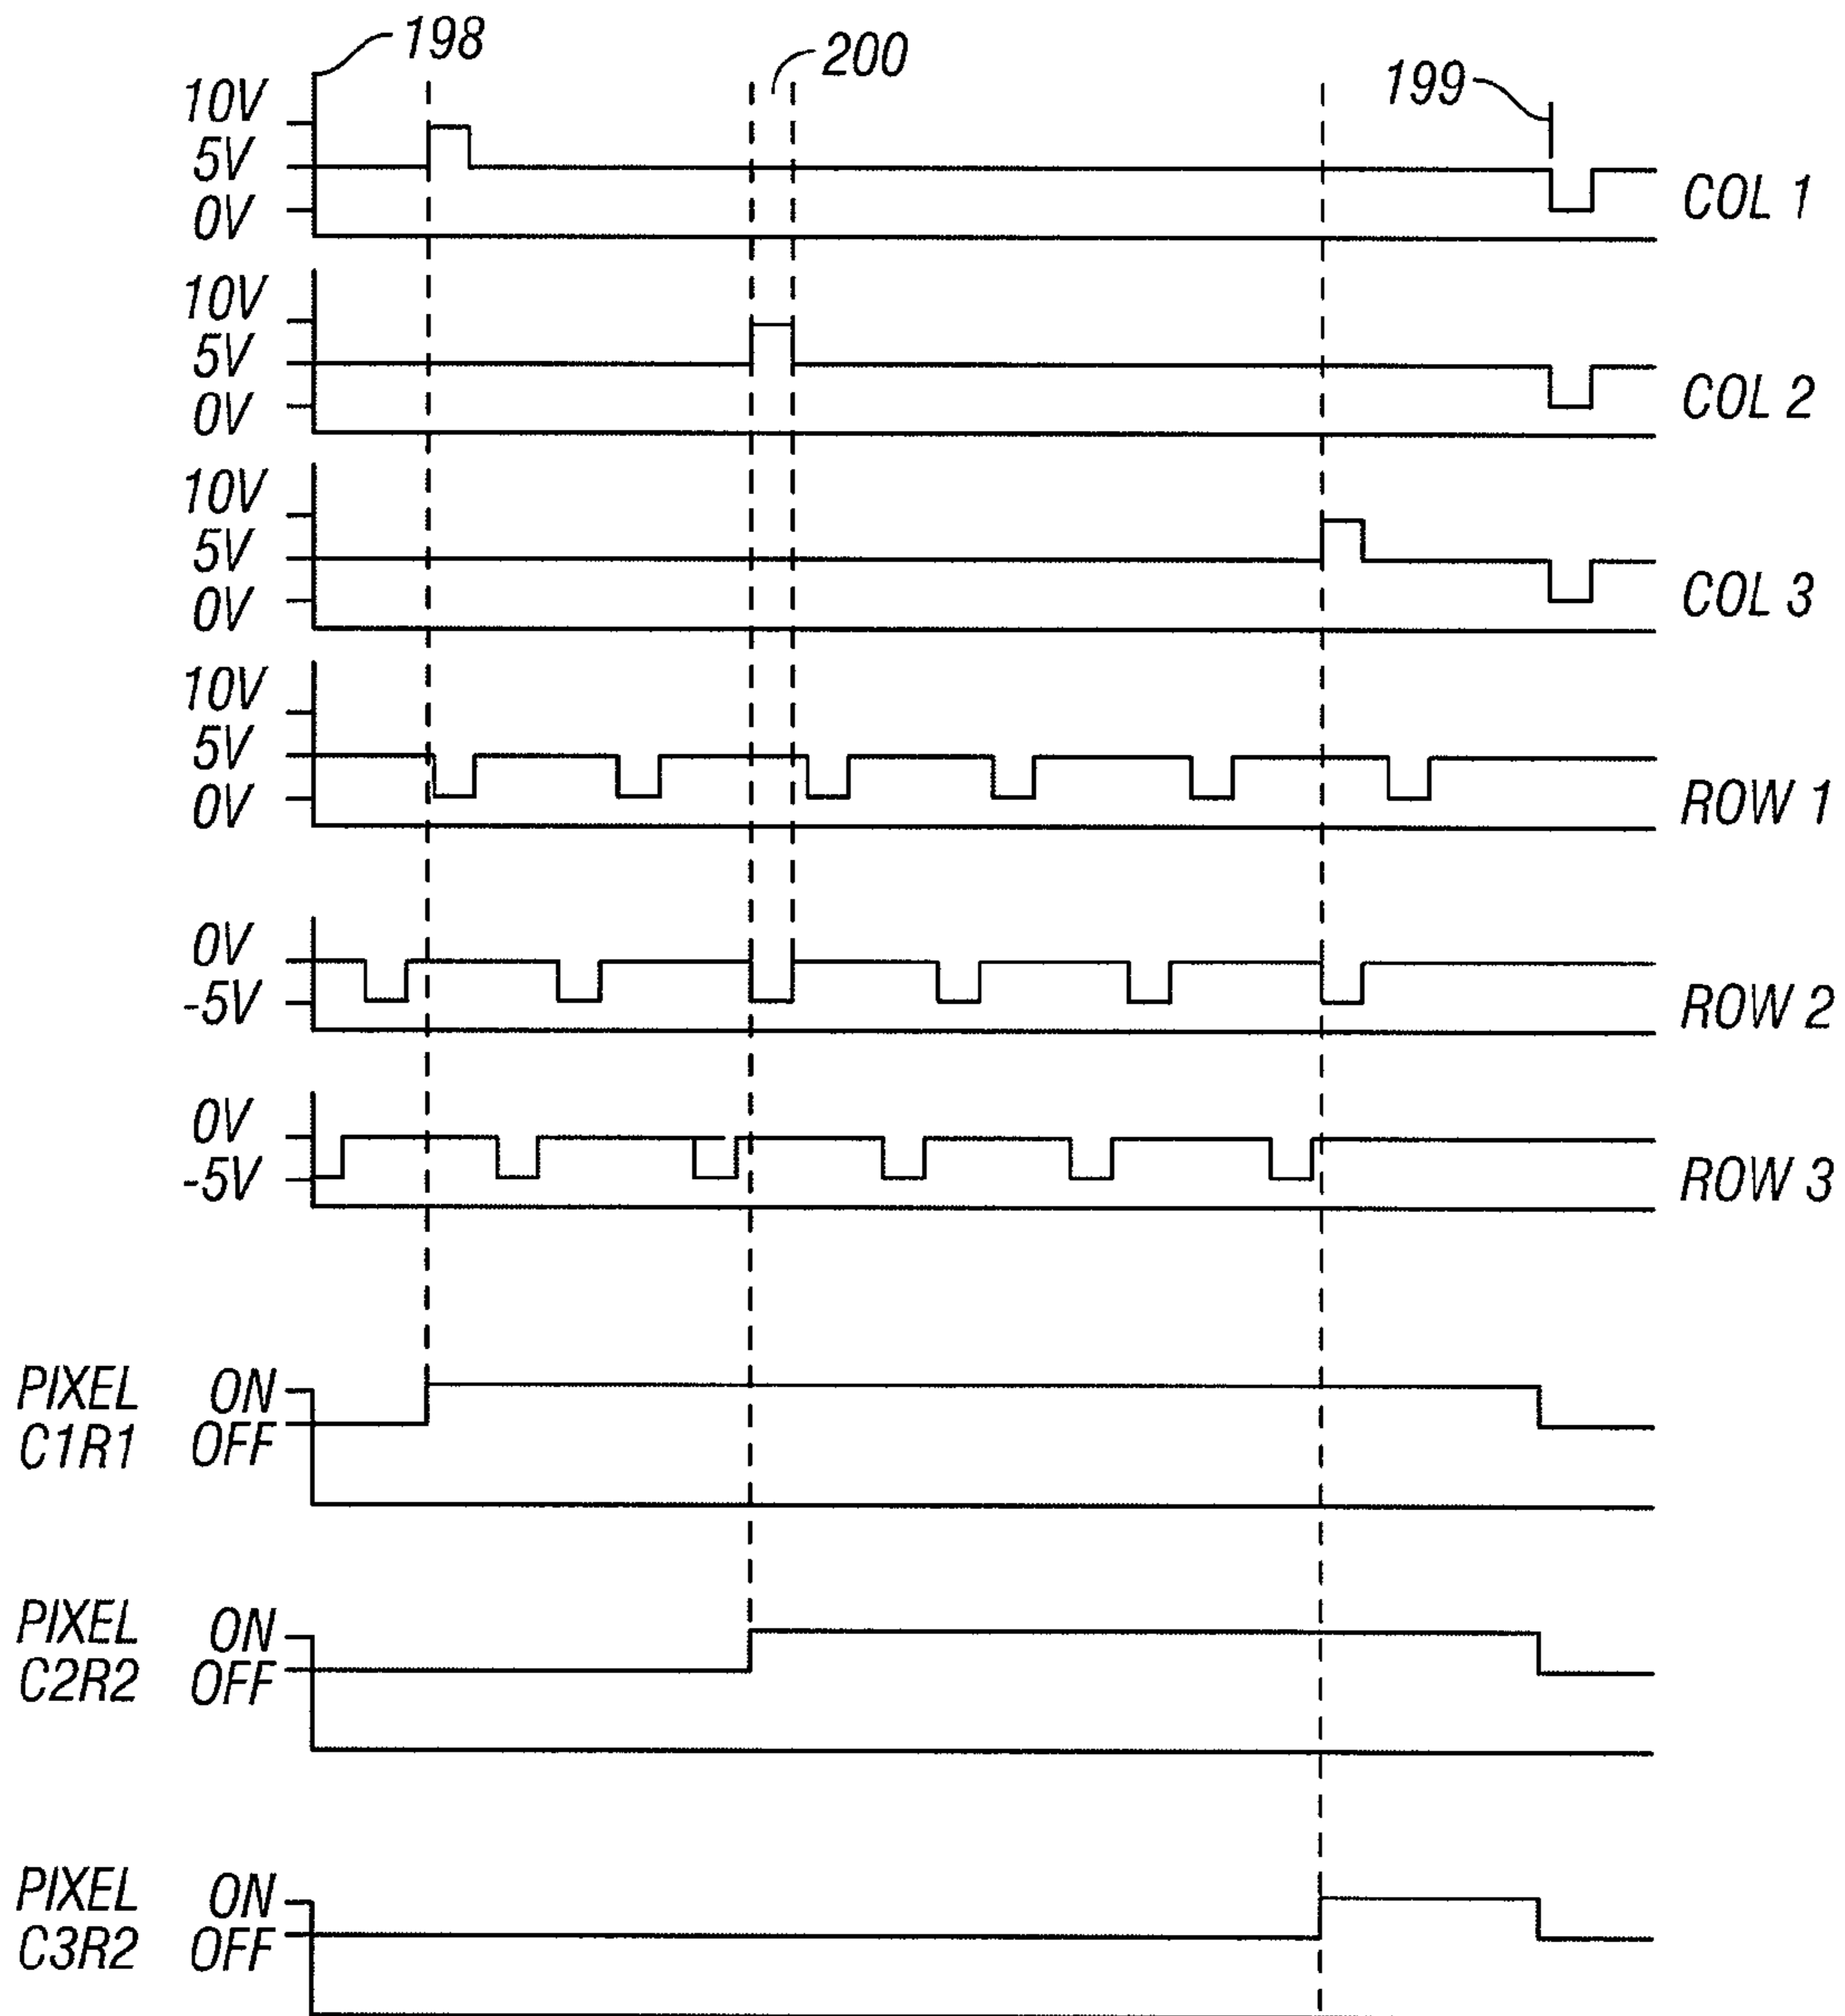 198
200
199
10V
5V
0V
COL 1
10V
5V
0V
COL 2
10V
5V
0V
COL 3
10V
5V
0V
ROW 1
0V
-5V
ROW 2
0V
-5V
ROW 3
PIXEL ON
C1R1 OFF
PIXEL ON
C2R2 OFF
PIXEL ON
C3R2 OFF